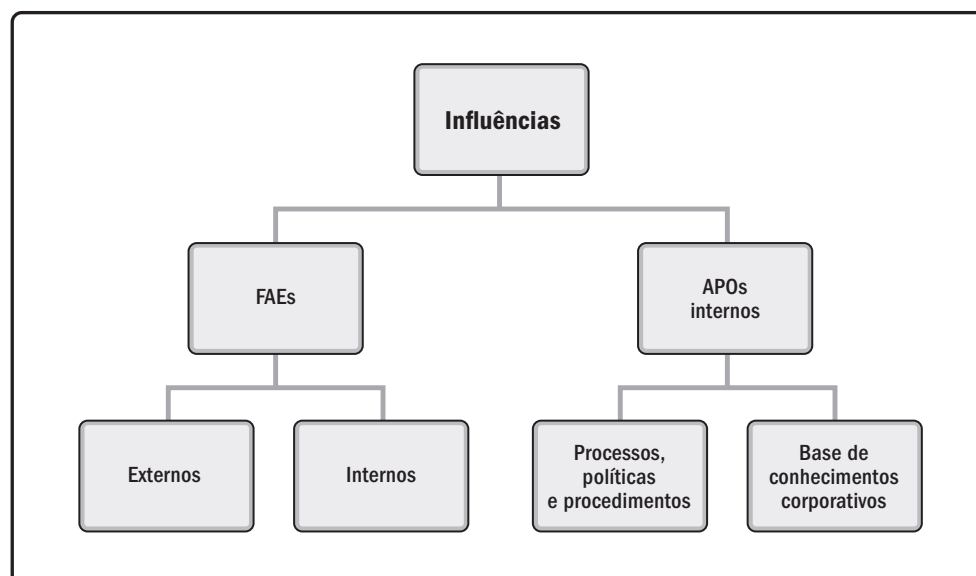 Influências
FAEs
APOs
internos
Externos
Internos
Processos,
políticas
e procedimentos
Base de
conhecimentos
corporativos